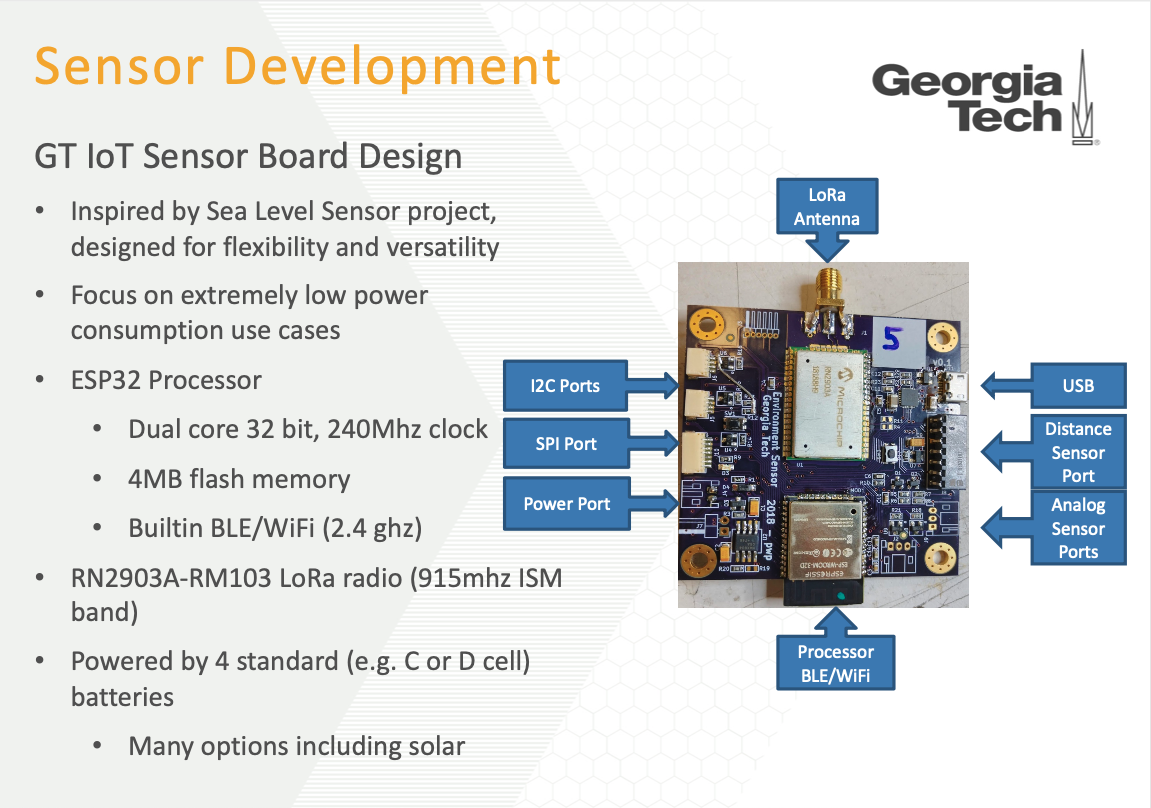 Sensor Development
Georgia
Tech
GT IoT Sensor Board Design
• Inspired by Sea Level Sensor project,
designed for flexibility and versatility
• Focus on extremely low power
consumption use cases
• ESP32 Processor
• Dual core 32 bit, 240Mhz clock
• 4MB flash memory
• Builtin BLE/WiFi (2.4 ghz)
• RN2903A-RM103 LoRa radio (915mhz ISM
band)
• Powered by 4 standard (e.g. C or D cell)
batteries
• Many options including solar
LoRa
Antenna
I2C Ports
SPI Port
Power Port
USB
Distance
Sensor
Port
Analog
Sensor
Ports
Processor
BLE/WiFi
5
v0.1
MICROCHIP
Environment Sensor
Georgia Tech
2018 - pwp
ESPRESSIF
ESP-WROOM-32D